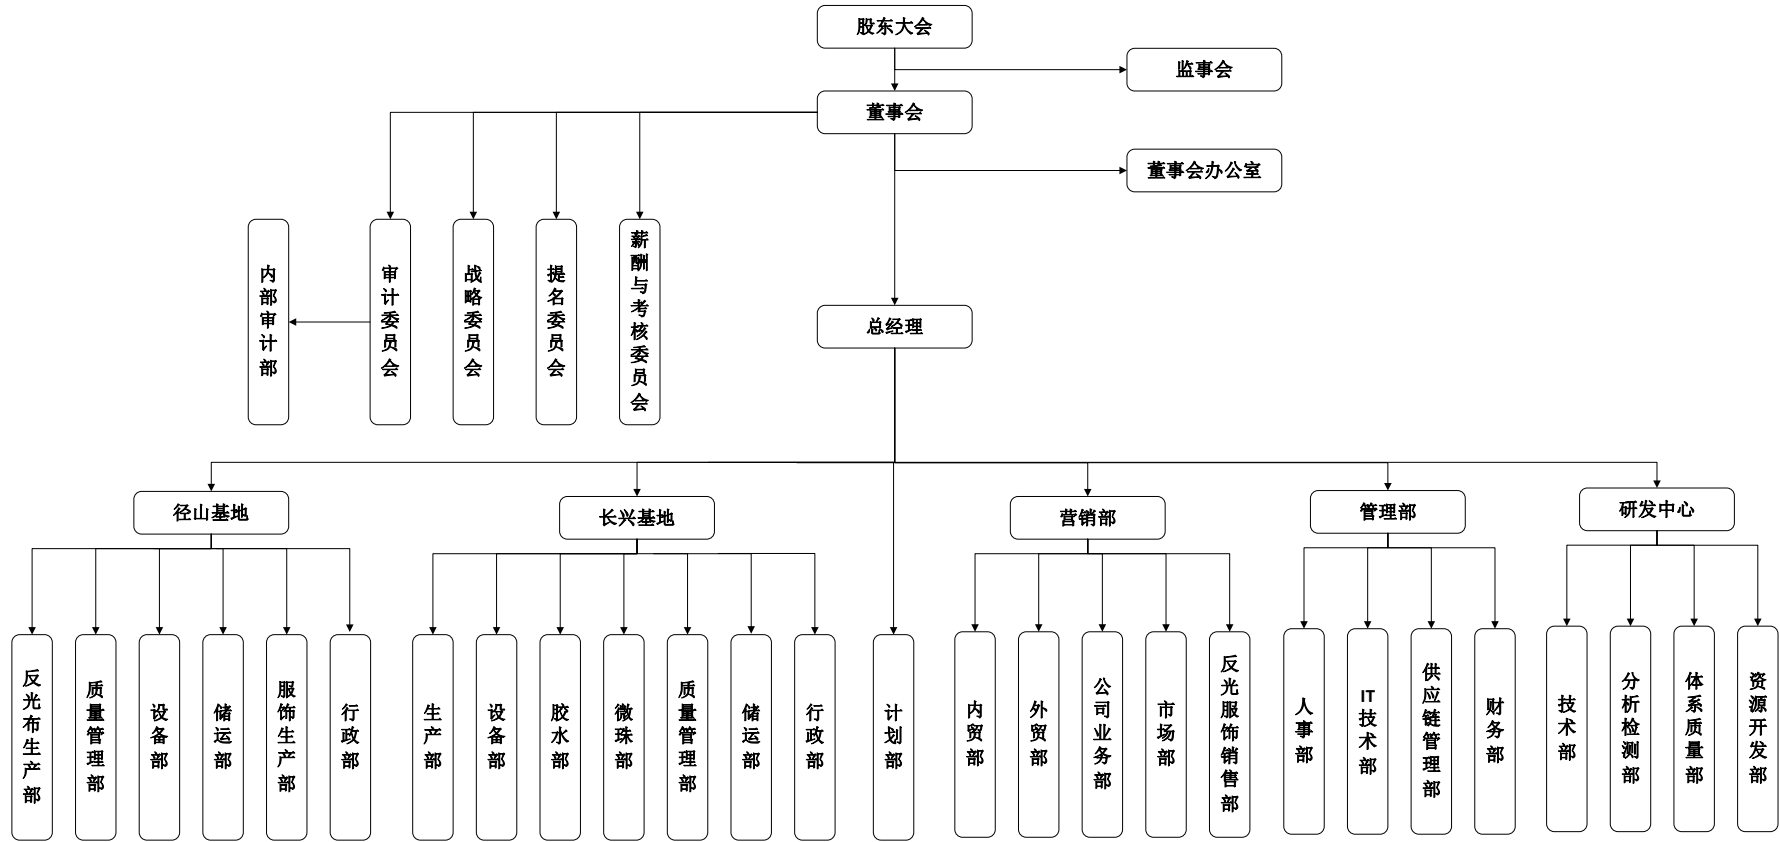 股东大会
监事会
董事会
董事会办公室
内部审计部
审计委员会
战略委员会
提名委员会
薪酬与考核委员会
总经理
径山基地
长兴基地
营销部
管理部
研发中心
反光布生产部
质量管理部
设备部
储运部
服饰生产部
行政部
生产部
设备部
胶水部
微珠部
质量管理部
储运部
行政部
计划部
内贸部
外贸部
公司业务部
市场部
反光服饰销售部
人事部
IT技术部
供应链管理部
财务部
技术部
分析检测部
体系质量部
资源开发部